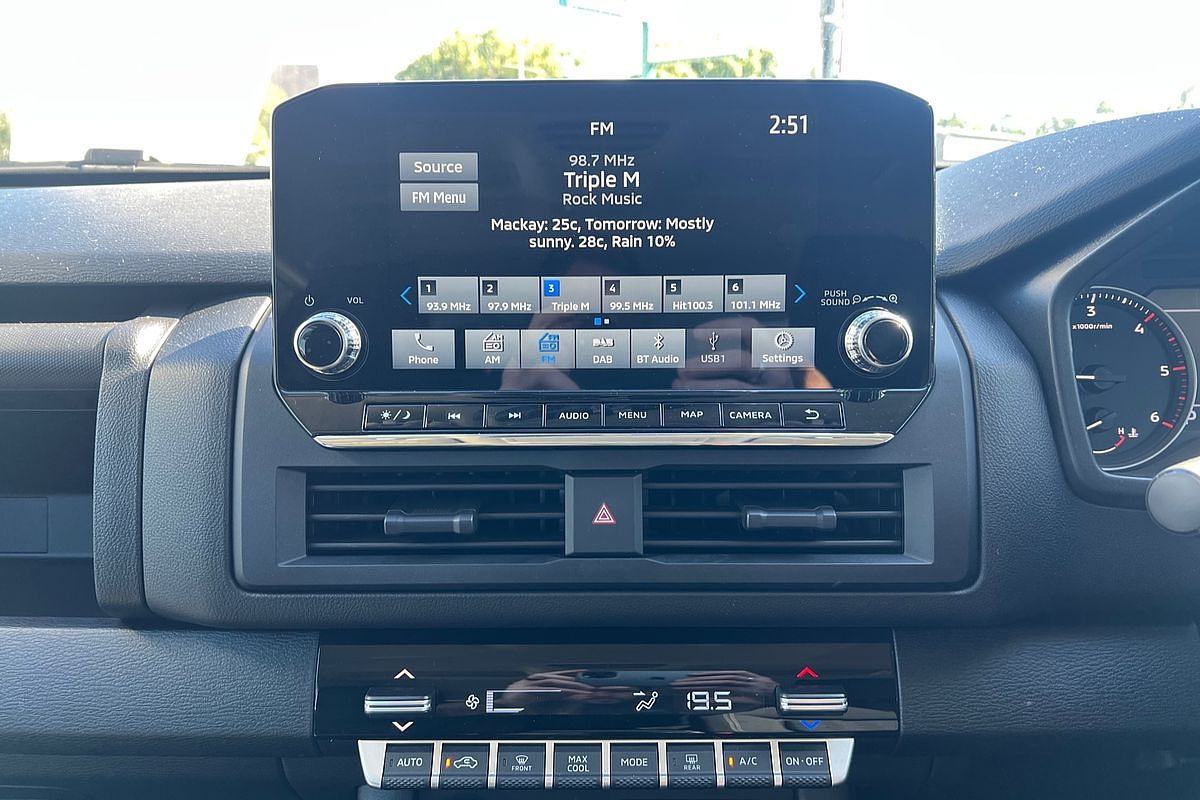 FM
2:51
Source
98.7 MHz
Triple M
FM Menu
Rock Music
Mackay: 25c, Tomorrow: Mostly
sunny. 28c, Rain 10%
1 2 3 4 5 6
93.9 MHz 97.9 MHz Triple M 99.5 MHz Hit100.3 101.1 MHz
VOL
PUSH
SOUND
Phone AM FM DAB BT Audio USB1 Settings
AUDIO MENU MAP CAMERA
3
x1000r/min
4
5
6
H
19.5
AUTO FRONT MAX
COOL MODE REAR A/C ON·OFF